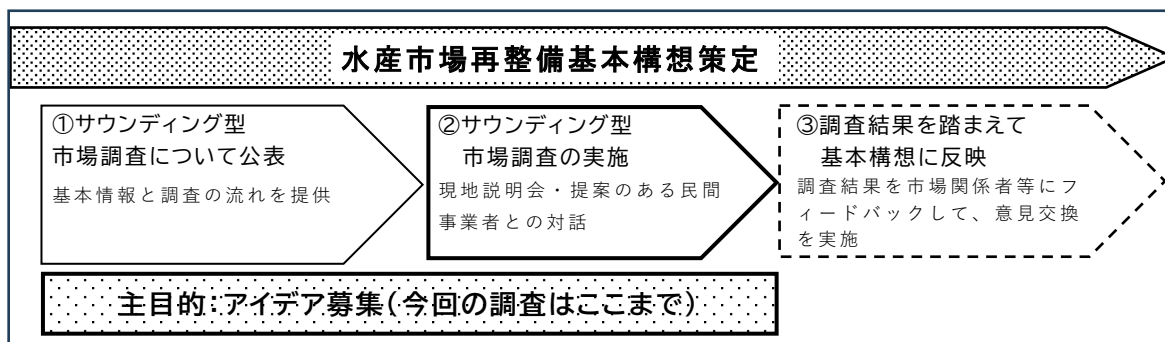 水産市場再整備基本構想策定
①サウンディング型
市場調査について公表
基本情報と調査の流れを提供
②サウンディング型
市場調査の実施
現地説明会・提案のある民間
事業者との対話
③調査結果を踏まえて
基本構想に反映
調査結果を市場関係者等にフ
ィードバックして、意見交換
を実施
主目的:アイデア募集(今回の調査はここまで)